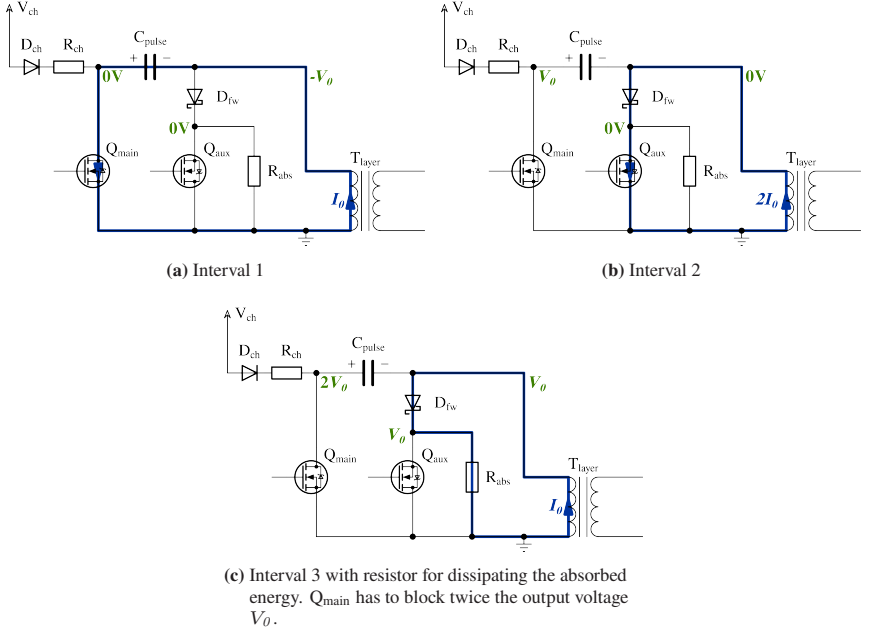 V_ch
V_ch
D_ch R_ch C_pulse
D_ch R_ch C_pulse
+ −
+ −
0V -V_0
V_0 0V
D_fw
D_fw
0V
0V
Q_main Q_aux T_layer
Q_main Q_aux T_layer
R_abs
R_abs
I_0
2I_0
(a) Interval 1
(b) Interval 2
V_ch
D_ch R_ch C_pulse
+ −
2V_0 V_0
D_fw
V_0
Q_main Q_aux T_layer
R_abs
I_0
(c) Interval 3 with resistor for dissipating the absorbed
energy. Q_main has to block twice the output voltage
V_0.